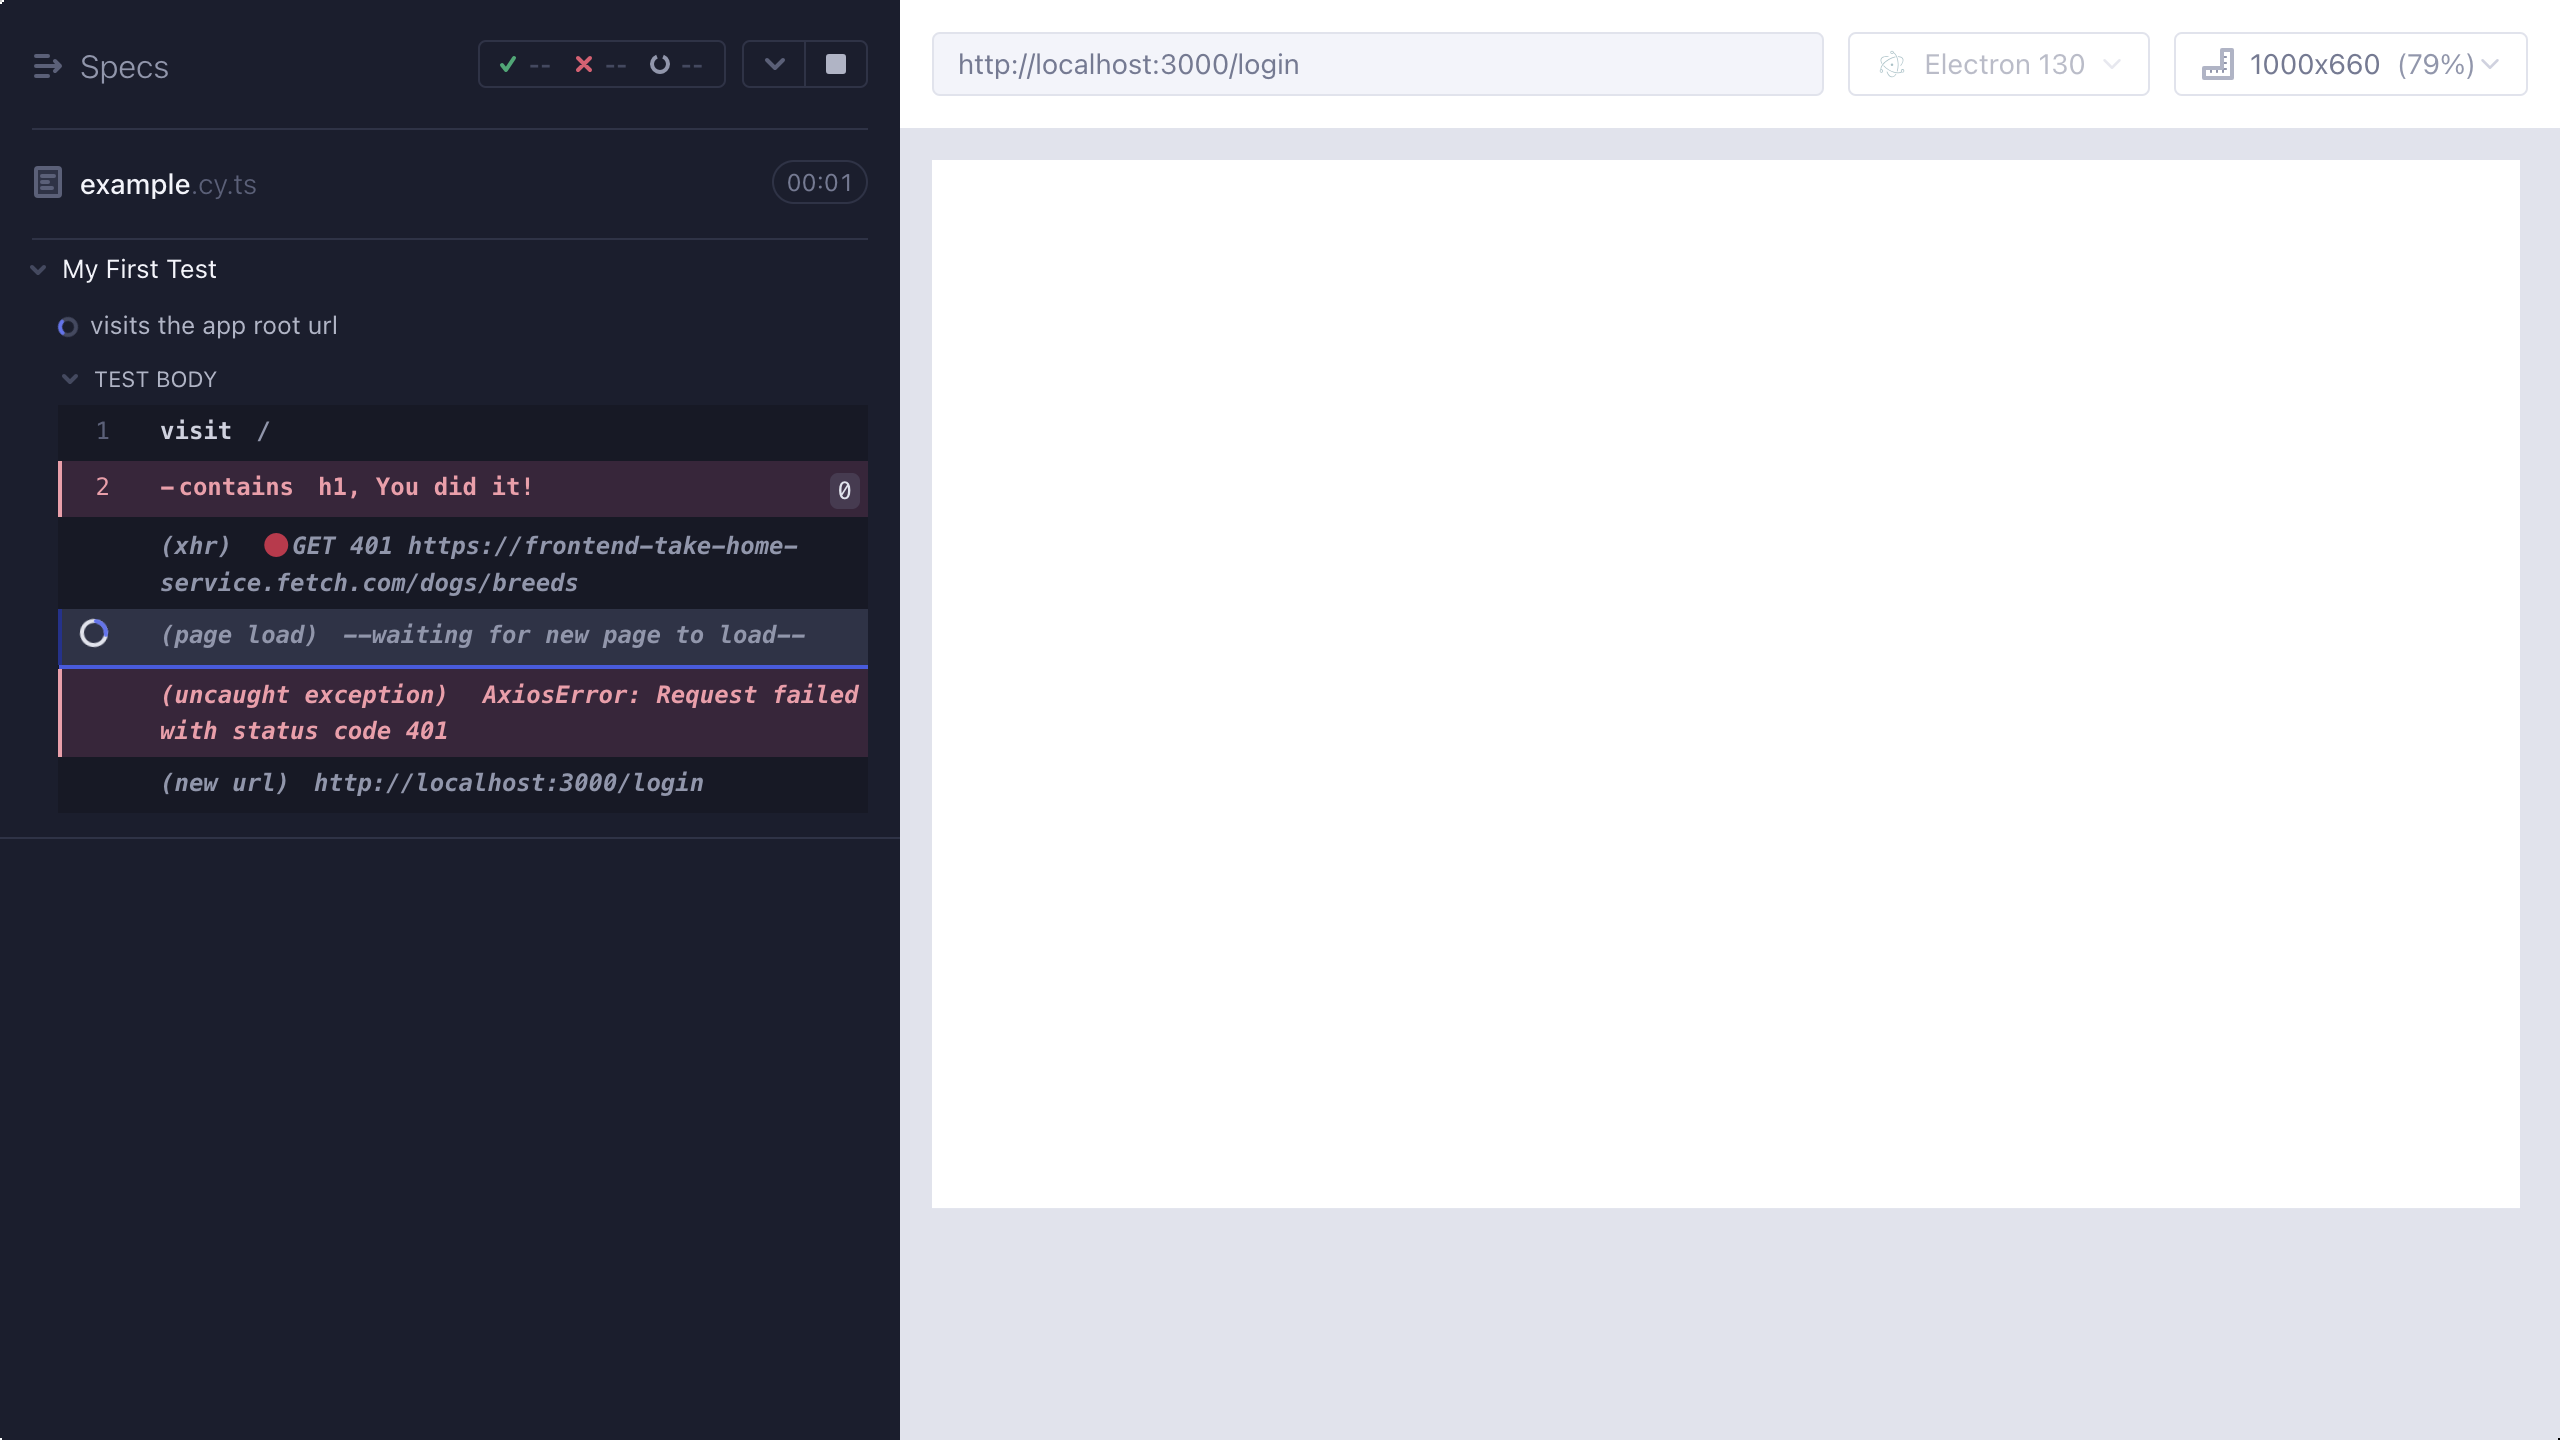 Specs
-- -- --
http://localhost:3000/login
Electron 130
1000x660 (79%)
example.cy.ts
00:01
My First Test
visits the app root url
TEST BODY
1 visit /
2 -contains h1, You did it! 0
(xhr) GET 401 https://frontend-take-home-
service.fetch.com/dogs/breeds
(page load) --waiting for new page to load--
(uncaught exception) AxiosError: Request failed
with status code 401
(new url) http://localhost:3000/login